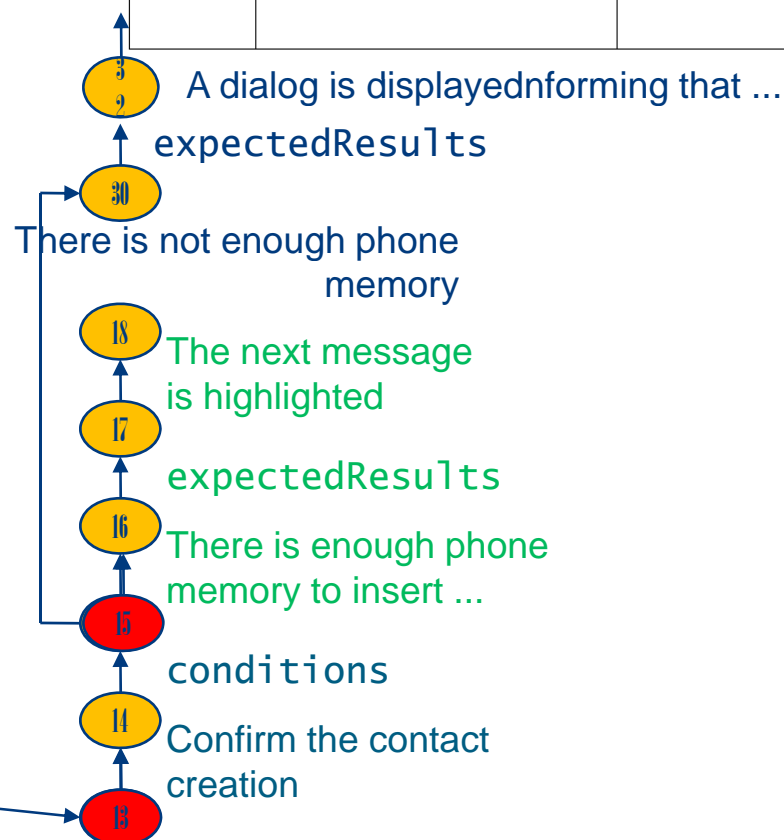 3
2
A dialog is displayednforming that ...
expectedResults
30
There is not enough phone
memory
18
The next message
is highlighted
17
expectedResults
16
There is enough phone
memory to insert ...
15
conditions
14
Confirm the contact
creation
13